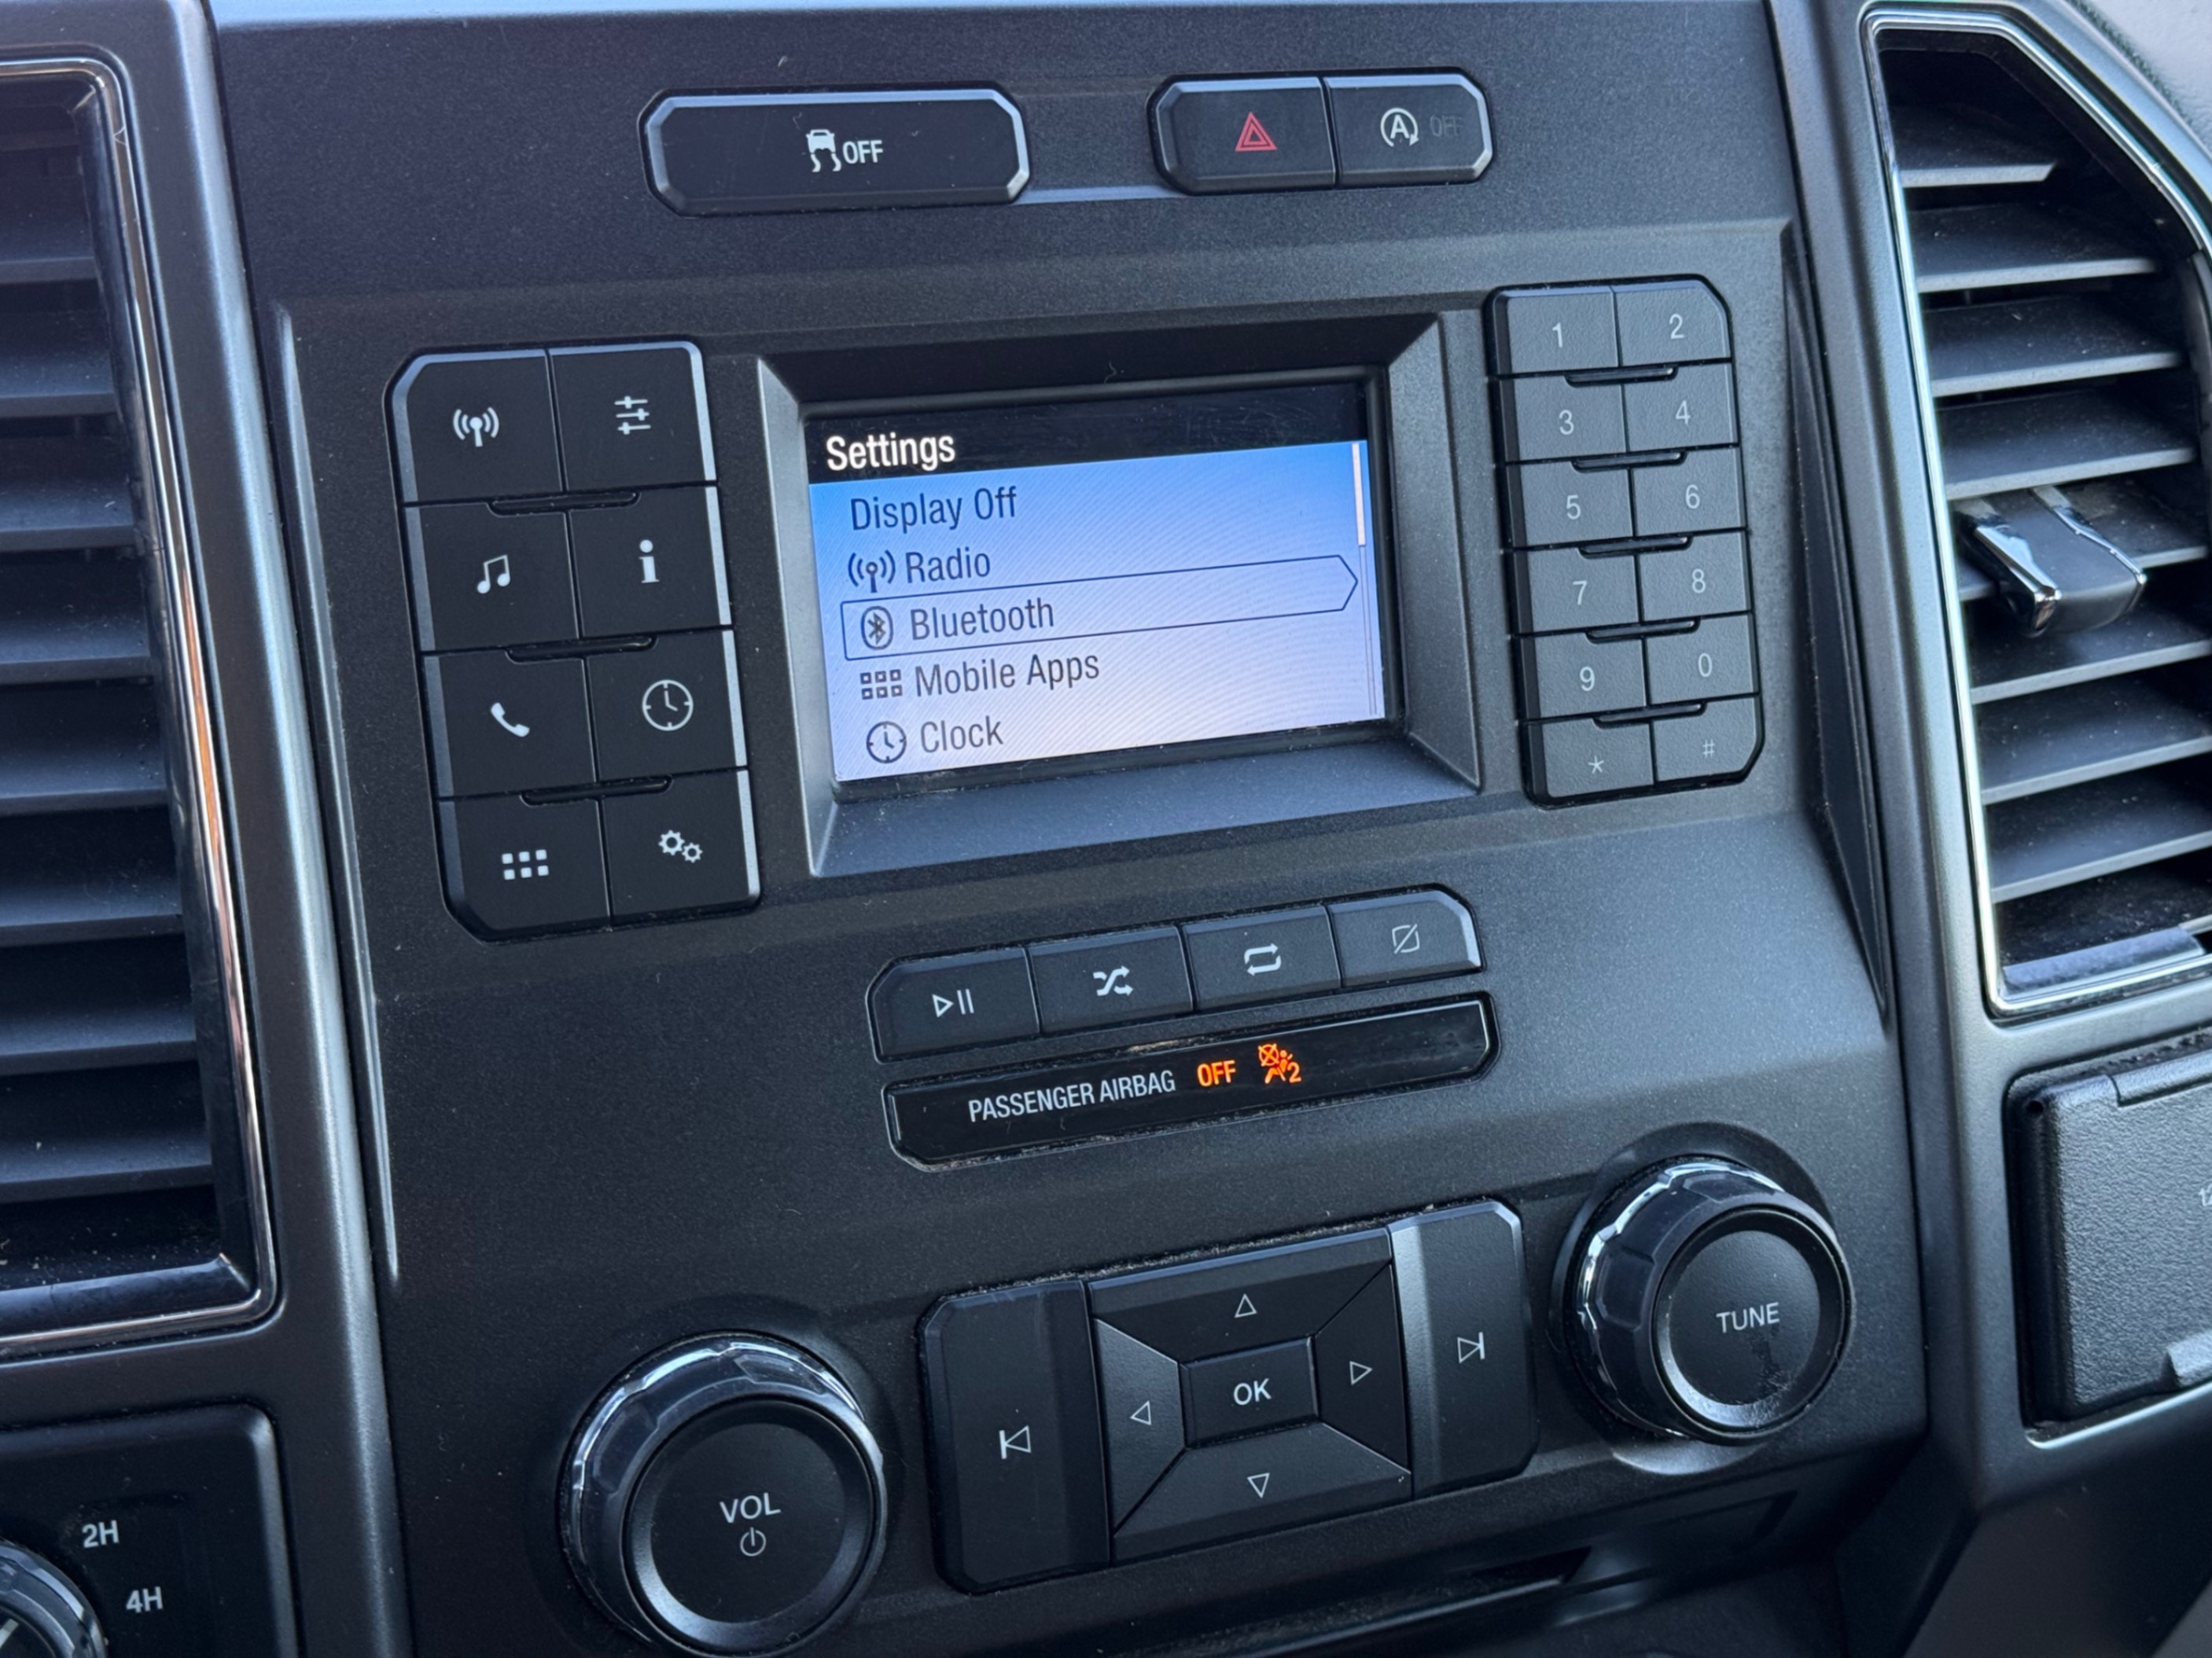 OFF
A OFF
1 2
3 4
5 6
7 8
9 0
* #
Settings
Display Off
Radio
Bluetooth
Mobile Apps
Clock
i
PASSENGER AIRBAG OFF 2
TUNE
OK
VOL
2H
4H